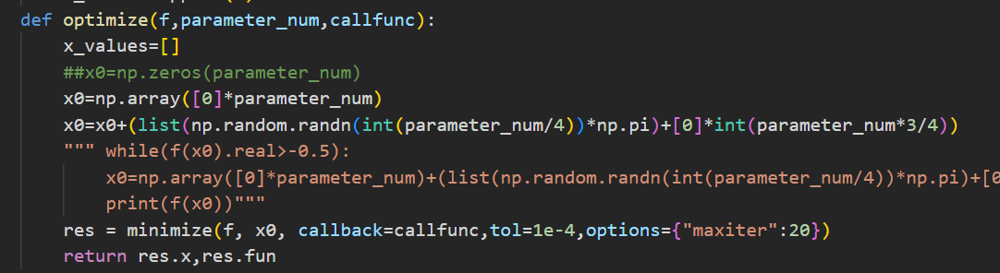 def optimize(f,parameter_num,callfunc):
    x_values=[]
    ##x0=np.zeros(parameter_num)
    x0=np.array([0]*parameter_num)
    x0=x0+(list(np.random.randn(int(parameter_num/4))*np.pi)+[0]*int(parameter_num*3/4))
    """ while(f(x0).real>-0.5):
        x0=np.array([0]*parameter_num)+(list(np.random.randn(int(parameter_num/4))*np.pi)+[0
        print(f(x0))"""
    res = minimize(f, x0, callback=callfunc,tol=1e-4,options={"maxiter":20})
    return res.x,res.fun